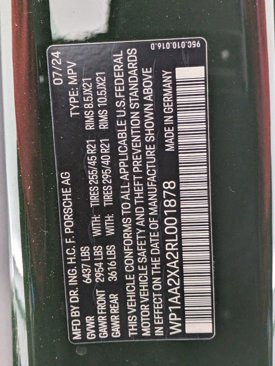 95C.010.016.0
MFD BY DR. ING. H.C. F. PORSCHE AG 07/24
GVWR 6437 LBS TYPE: MPV
GAWR FRONT 2954 LBS WITH: TIRES 255/45 R21 RIMS 8.5JX21
GAWR REAR 3616 LBS WITH: TIRES 295/40 R21 RIMS 10.5JX21
THIS VEHICLE CONFORMS TO ALL APPLICABLE U.S. FEDERAL
MOTOR VEHICLE SAFETY AND THEFT PREVENTION STANDARDS
IN EFFECT ON THE DATE OF MANUFACTURE SHOWN ABOVE
WP1AA2XA2RL001878 MADE IN GERMANY